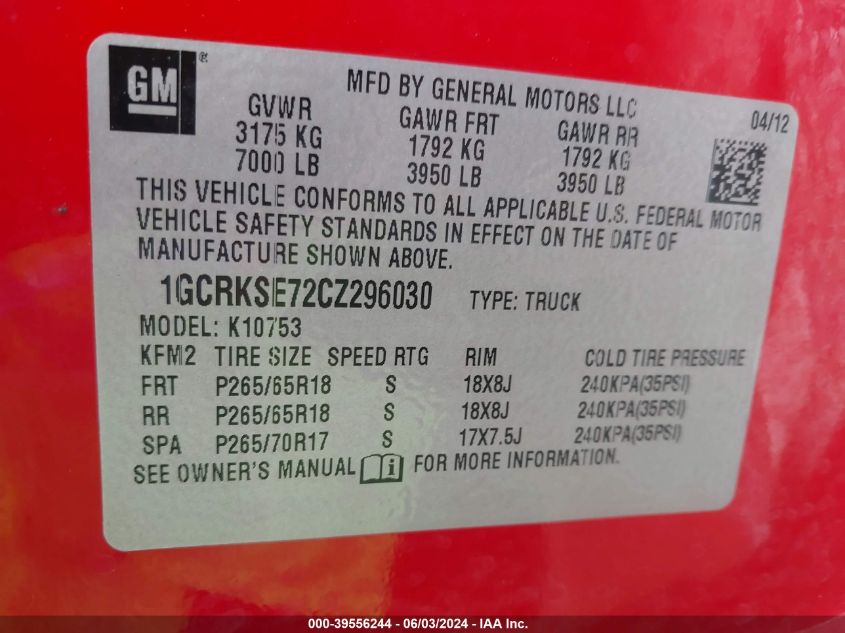 GM ®
MFD BY GENERAL MOTORS LLC
04/12
GVWR GAWR FRT GAWR RR
3175 KG 1792 KG 1792 KG
7000 LB 3950 LB 3950 LB
THIS VEHICLE CONFORMS TO ALL APPLICABLE U.S. FEDERAL MOTOR
VEHICLE SAFETY STANDARDS IN EFFECT ON THE DATE OF
MANUFACTURE SHOWN ABOVE.
1GCRKSE72CZ296030 TYPE: TRUCK
MODEL: K10753
KFM2 TIRE SIZE SPEED RTG RIM COLD TIRE PRESSURE
FRT P265/65R18 S 18X8J 240KPA(35PSI)
RR P265/65R18 S 18X8J 240KPA(35PSI)
SPA P265/70R17 S 17X7.5J 240KPA(35PSI)
SEE OWNER'S MANUAL i FOR MORE INFORMATION.
000-39556244 - 06/03/2024 - IAA Inc.